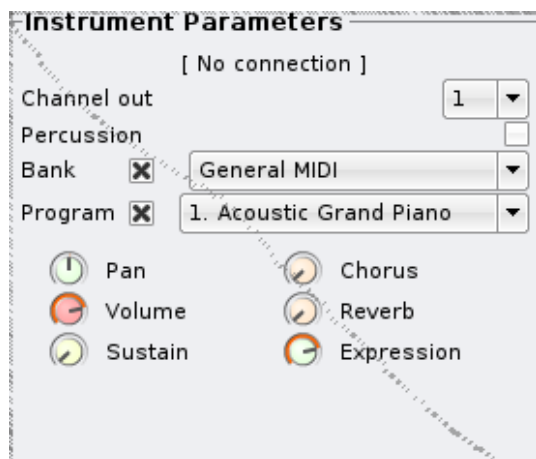 Instrument Parameters
[ No connection ]
Channel out 1
Percussion
Bank General MIDI
Program 1. Acoustic Grand Piano
Pan Chorus
Volume Reverb
Sustain Expression